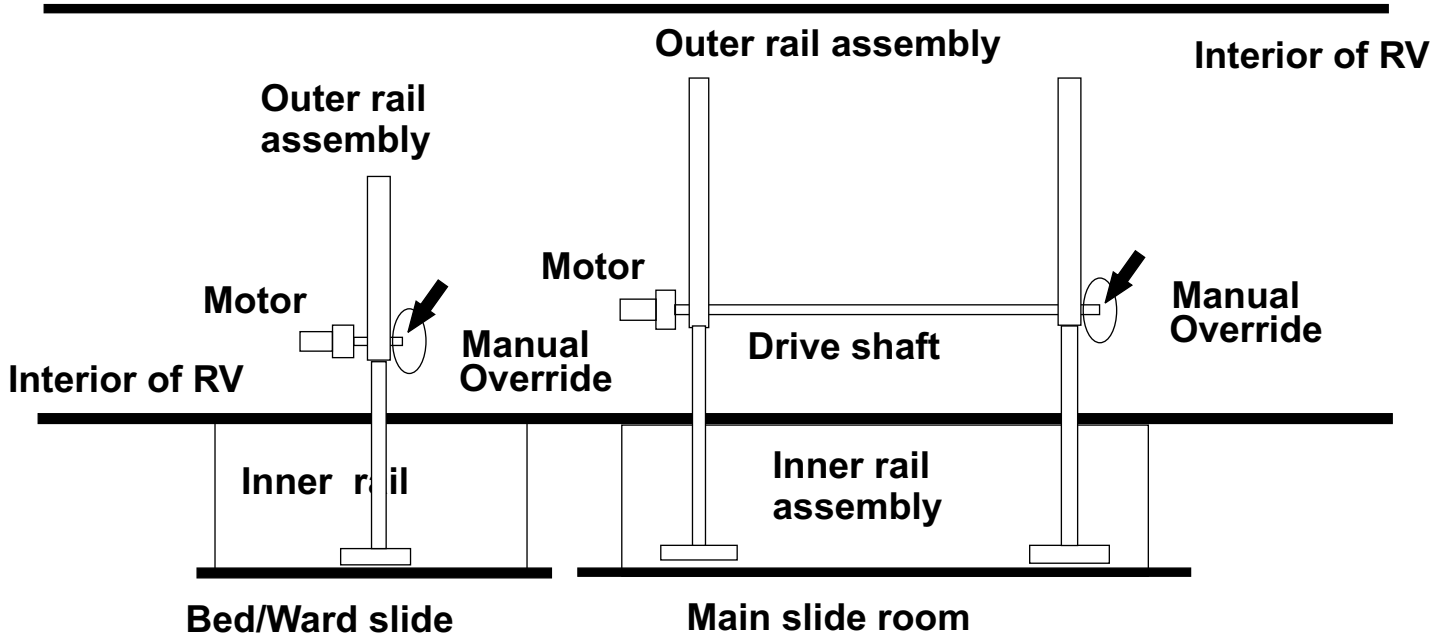 Outer rail assembly
Interior of RV
Outer rail
assembly
Motor
Manual
Override
Motor
Manual
Override
Drive shaft
Interior of RV
Inner rail
Inner rail
assembly
Bed/Ward slide
Main slide room